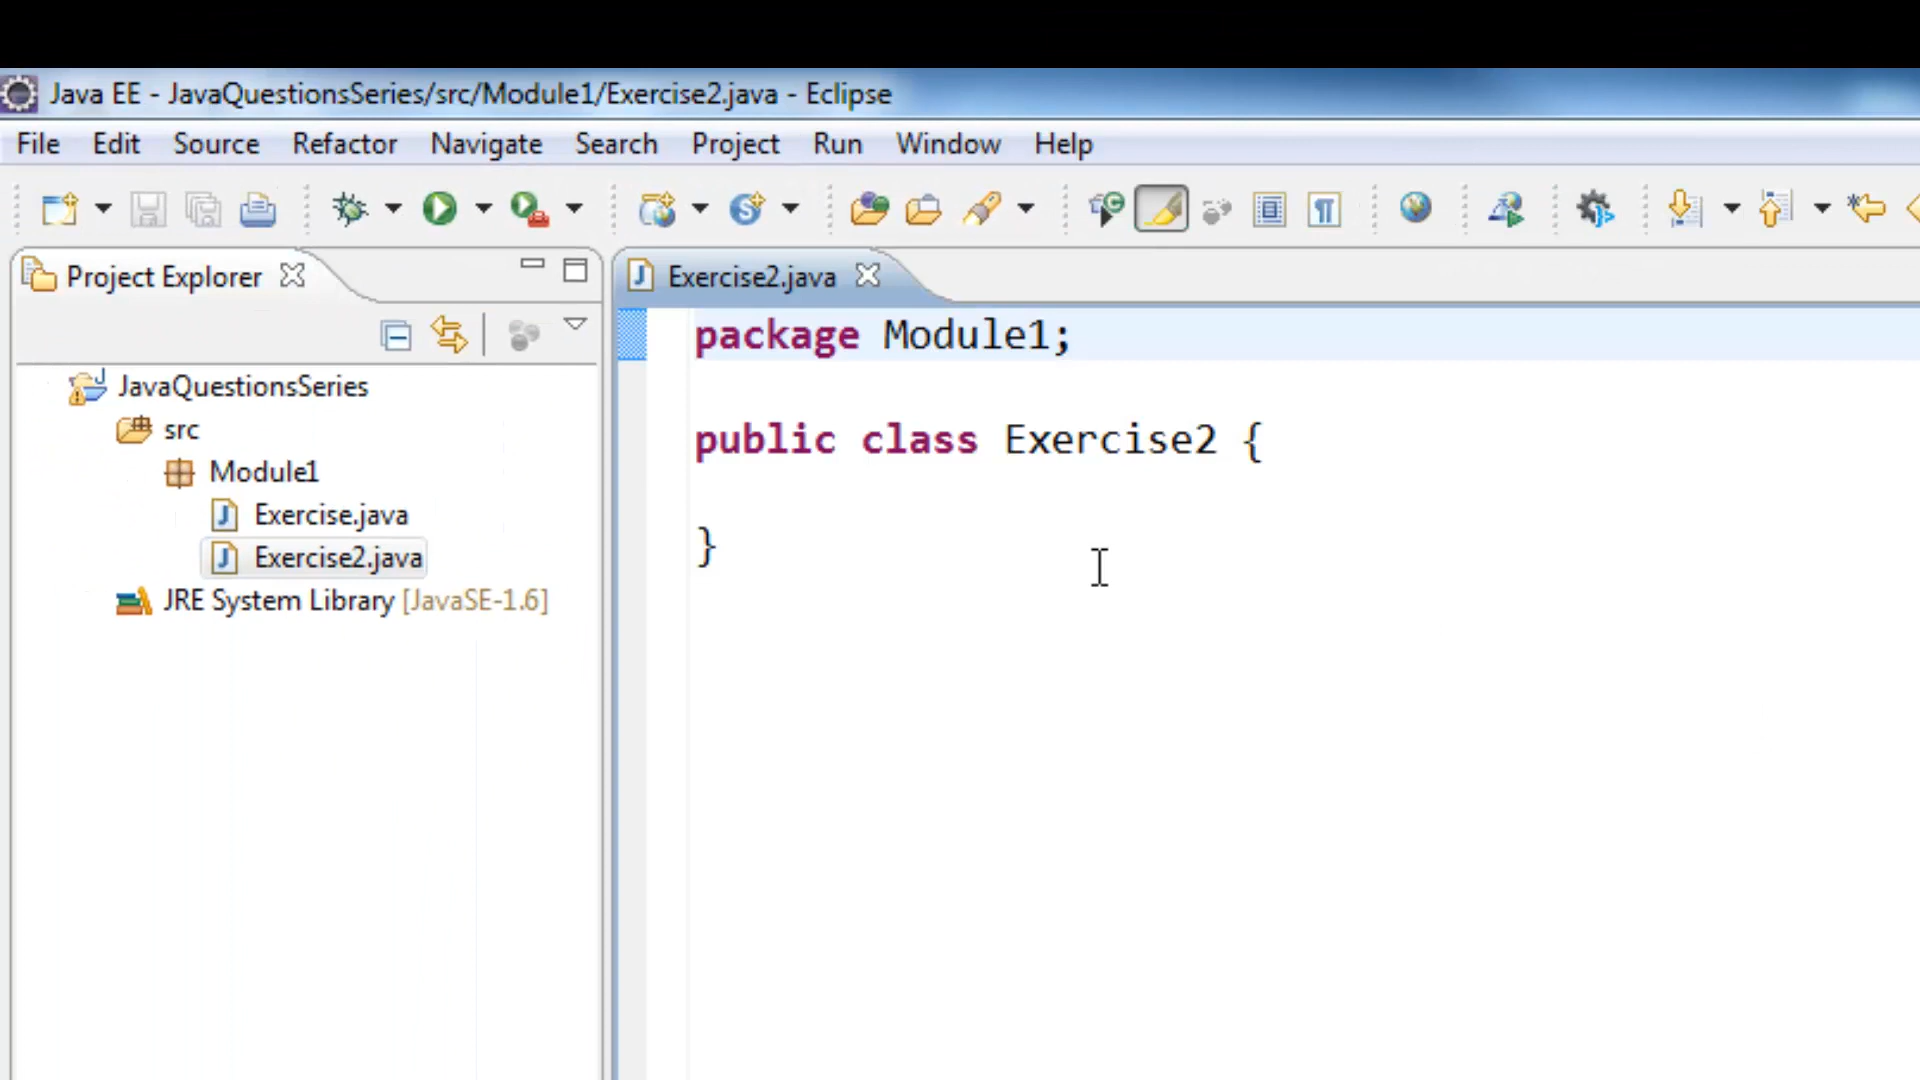 Java EE - JavaQuestionsSeries/src/Module1/Exercise2.java - Eclipse
File Edit Source Refactor Navigate Search Project Run Window Help
Project Explorer
JavaQuestionsSeries
src
Module1
Exercise.java
Exercise2.java
JRE System Library [JavaSE-1.6]
Exercise2.java
package Module1;
public class Exercise2 {
}